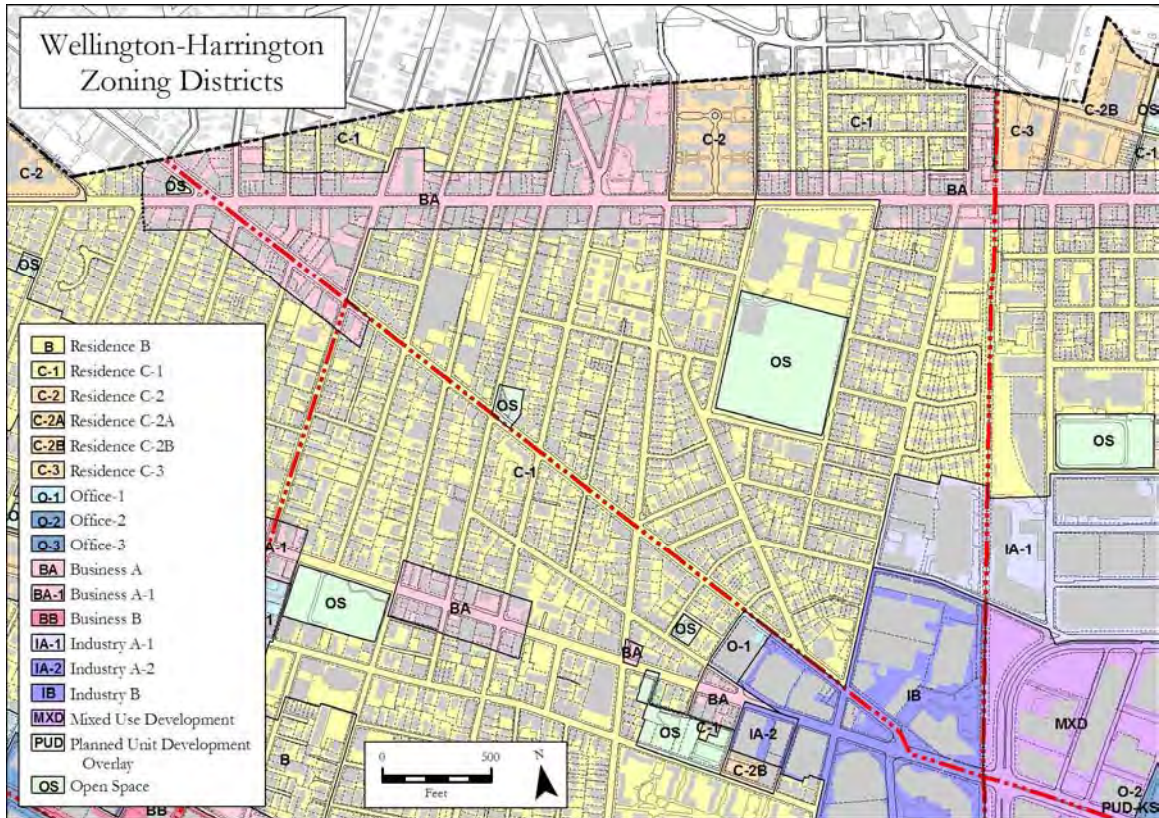 Wellington-Harrington
Zoning Districts
C-2B
OS
C-1
C-1
C-3
C-2
C-1
C-2
OS
BA
BA
OS
B Residence B
C-1 Residence C-1
C-2 Residence C-2
C-2A Residence C-2A
C-2B Residence C-2B
C-3 Residence C-3
O-1 Office-1
O-2 Office-2
O-3 Office-3
BA Business A
BA-1 Business A-1
BB Business B
IA-1 Industry A-1
IA-2 Industry A-2
IB Industry B
MXD Mixed Use Development
PUD Planned Unit Development
Overlay
OS Open Space
OS
OS
OS
C-1
A-1
IA-1
OS
BA
OS
O-1
BA
BA
IB
C-1
OS
IA-2
MXD
B
C-2B
0 500
Feet
N
O-2
PUD-KS
BB